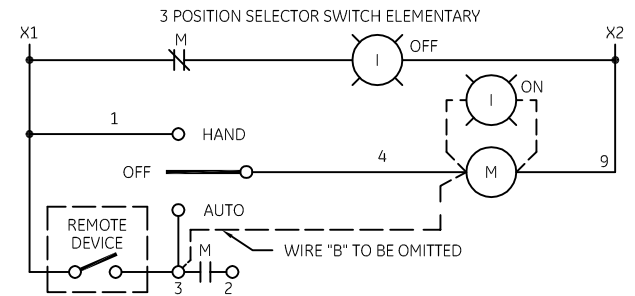 3 POSITION SELECTOR SWITCH ELEMENTARY
X1
X2
M
I
OFF
I
ON
1
HAND
OFF
4
M
9
AUTO
REMOTE
DEVICE
M
WIRE "B" TO BE OMITTED
3
2